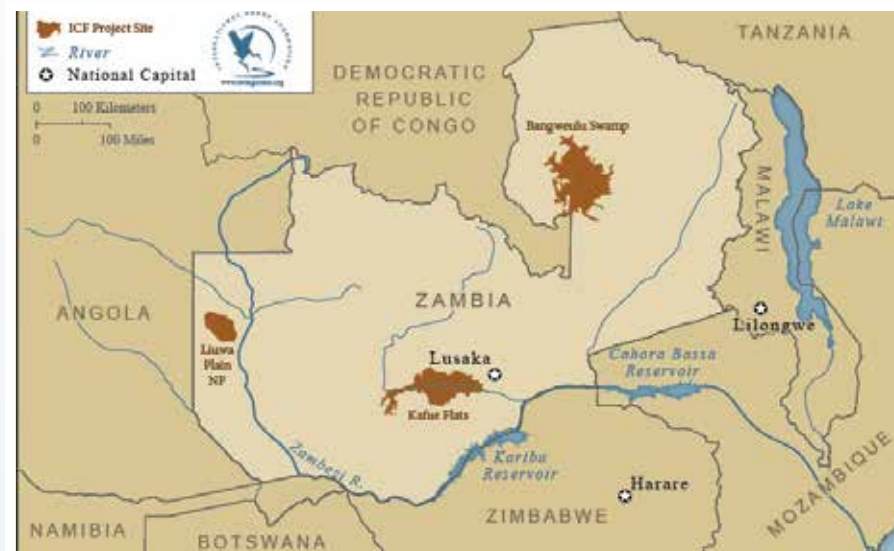 ICF Project Site
River
National Capital
0 100 Kilometers
0 100 Miles
TANZANIA
DEMOCRATIC
REPUBLIC
OF CONGO
Bangweulu Swamp
MALAWI
Lake
Malawi
ANGOLA
ZAMBIA
Liuwa
Plain
NP
Lusaka
Lilongwe
Cahora Bassa
Reservoir
Kafue Flats
Zambezi R.
Kariba
Reservoir
Harare
MOZAMBIQUE
NAMIBIA
BOTSWANA
ZIMBABWE